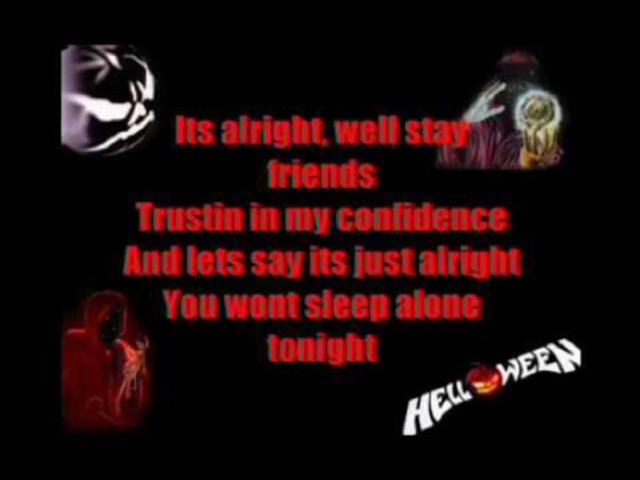 Its alright, well stay
friends
Trustin in my confidence
And lets say its just alright
You wont sleep alone
tonight
HELLOWEEN